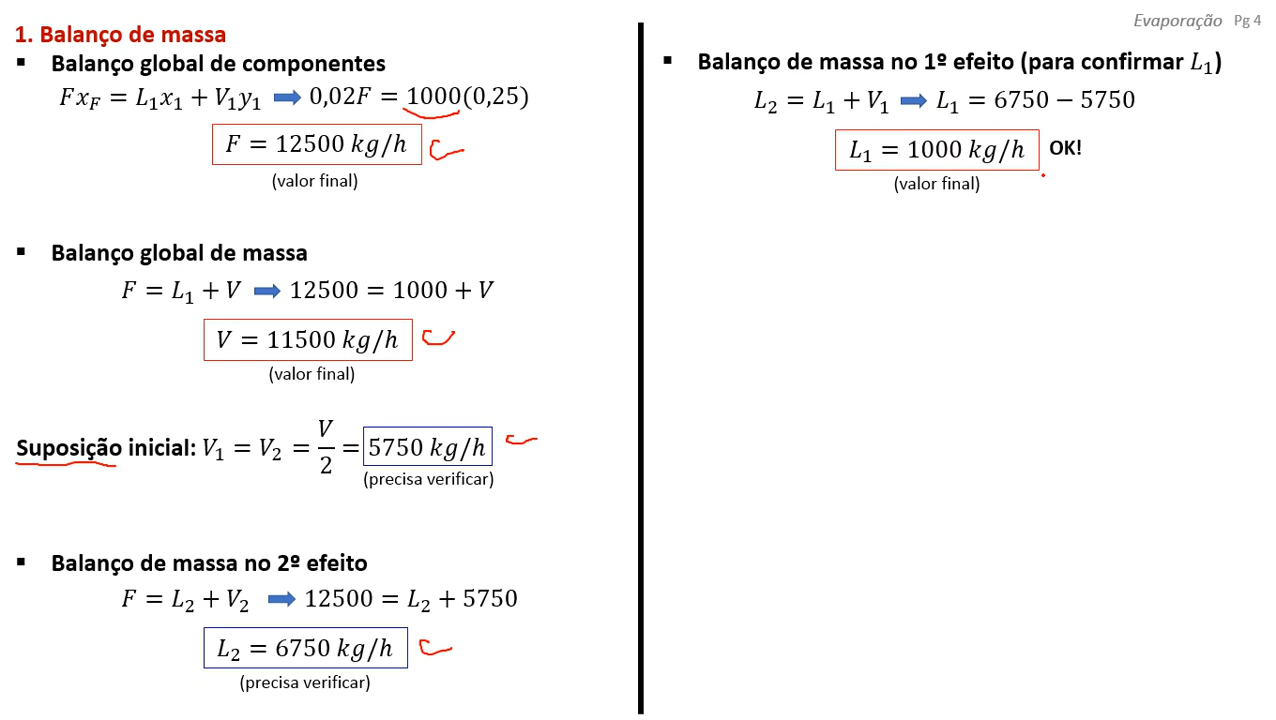 Evaporação Pg 4
1. Balanço de massa
▪ Balanço global de componentes
Fx_F = L_1x_1 + V_1y_1 ➡ 0,02F = 1000(0,25)
F = 12500 kg/h
(valor final)
▪ Balanço global de massa
F = L_1 + V ➡ 12500 = 1000 + V
V = 11500 kg/h
(valor final)
Suposição inicial: V_1 = V_2 = V/2 = 5750 kg/h
(precisa verificar)
▪ Balanço de massa no 2º efeito
F = L_2 + V_2 ➡ 12500 = L_2 + 5750
L_2 = 6750 kg/h
(precisa verificar)
▪ Balanço de massa no 1º efeito (para confirmar L_1)
L_2 = L_1 + V_1 ➡ L_1 = 6750 − 5750
L_1 = 1000 kg/h OK!
(valor final)